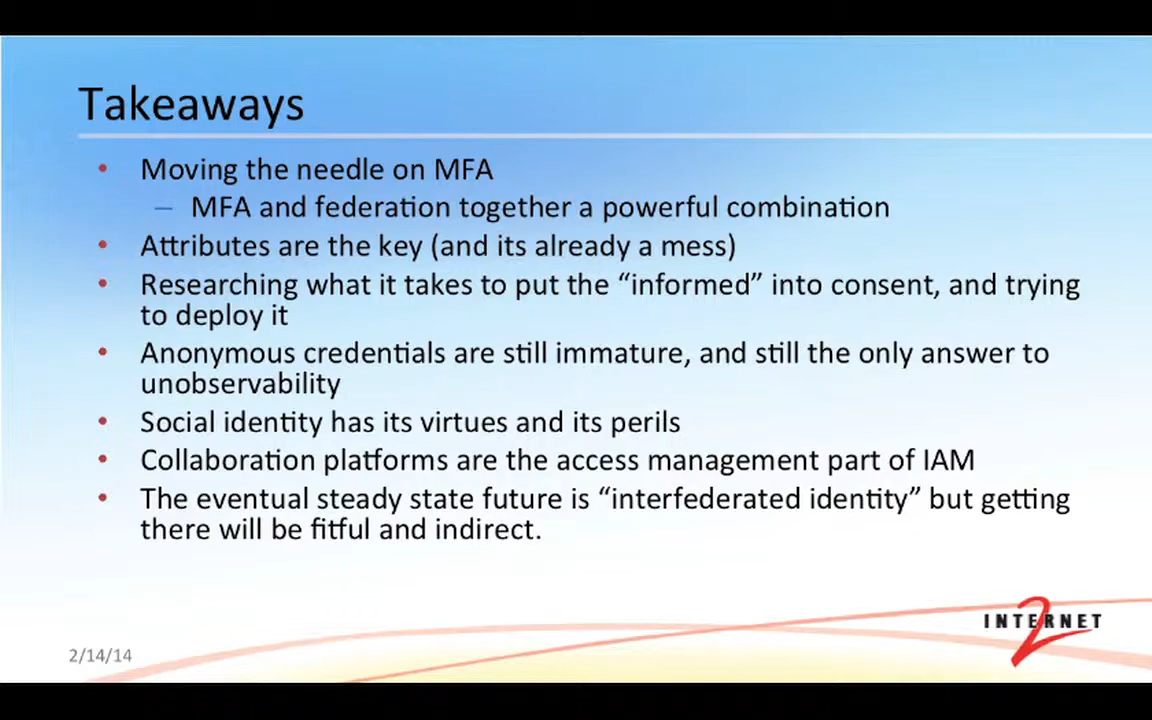 Takeaways
• Moving the needle on MFA
– MFA and federation together a powerful combination
• Attributes are the key (and its already a mess)
• Researching what it takes to put the “informed” into consent, and trying
to deploy it
• Anonymous credentials are still immature, and still the only answer to
unobservability
• Social identity has its virtues and its perils
• Collaboration platforms are the access management part of IAM
• The eventual steady state future is “interfederated identity” but getting
there will be fitful and indirect.
INTERNET
2
2/14/14